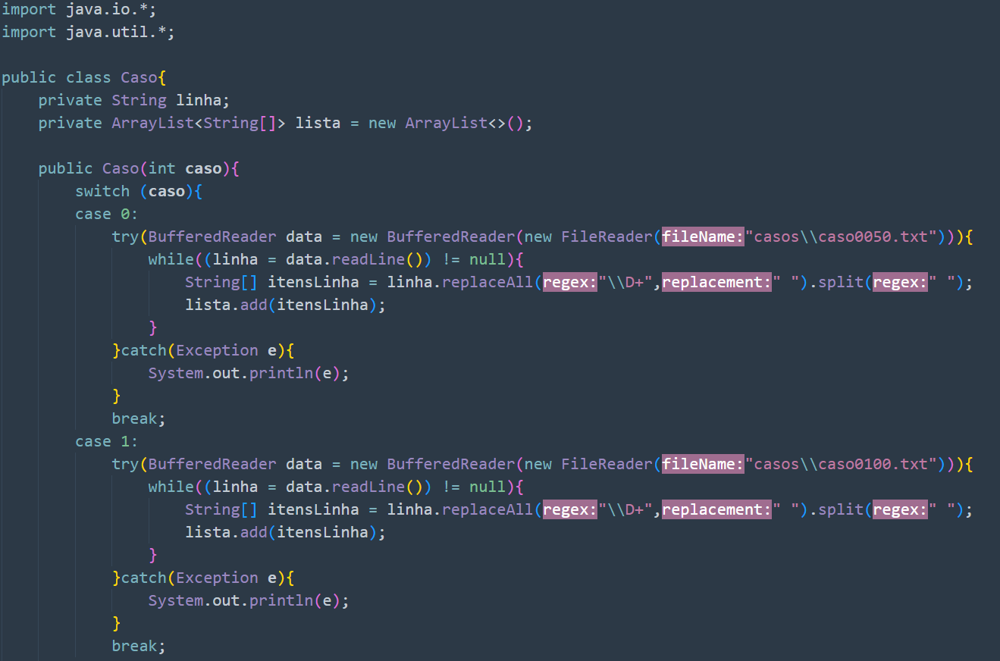 import java.io.*;
import java.util.*;

public class Caso{
    private String linha;
    private ArrayList<String[]> lista = new ArrayList<>();

    public Caso(int caso){
        switch (caso){
        case 0:
            try(BufferedReader data = new BufferedReader(new FileReader(fileName:"casos\\caso0050.txt"))){
                while((linha = data.readLine()) != null){
                    String[] itensLinha = linha.replaceAll(regex:"\\D+",replacement:" ").split(regex:" ");
                    lista.add(itensLinha);
                }
            }catch(Exception e){
                System.out.println(e);
            }
            break;
        case 1:
            try(BufferedReader data = new BufferedReader(new FileReader(fileName:"casos\\caso0100.txt"))){
                while((linha = data.readLine()) != null){
                    String[] itensLinha = linha.replaceAll(regex:"\\D+",replacement:" ").split(regex:" ");
                    lista.add(itensLinha);
                }
            }catch(Exception e){
                System.out.println(e);
            }
            break;